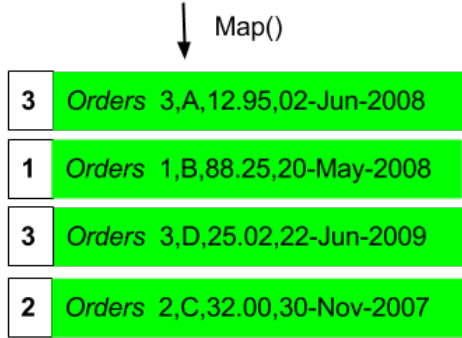 Map()
3 Orders 3,A,12.95,02-Jun-2008
1 Orders 1,B,88.25,20-May-2008
3 Orders 3,D,25.02,22-Jun-2009
2 Orders 2,C,32.00,30-Nov-2007